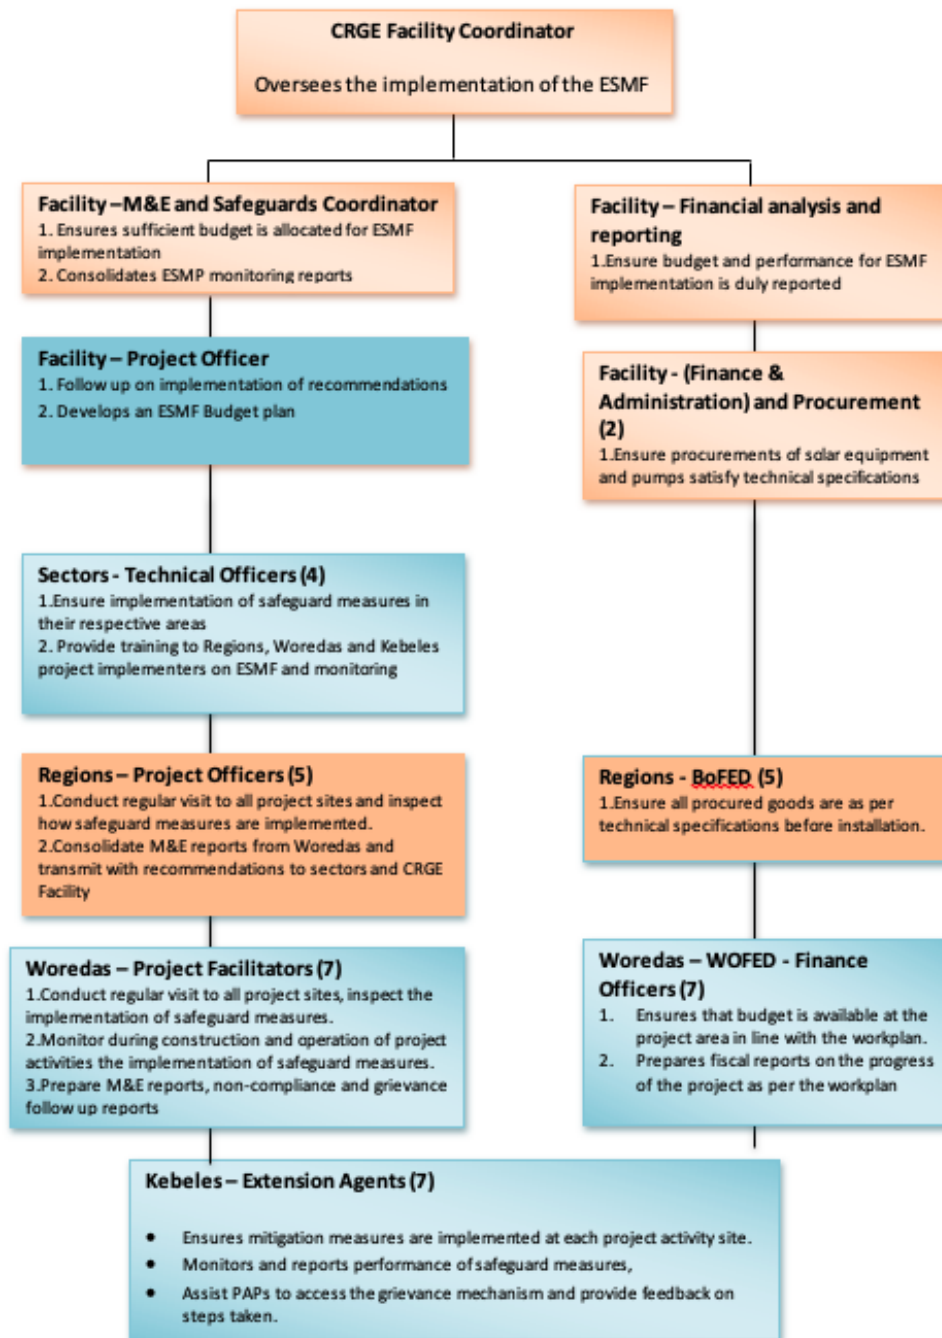 CRGE Facility Coordinator
Oversees the implementation of the ESMF
Facility –M&E and Safeguards Coordinator
1. Ensures sufficient budget is allocated for ESMF
implementation
2. Consolidates ESMP monitoring reports
Facility – Financial analysis and
reporting
1.Ensure budget and performance for ESMF
implementation is duly reported
Facility – Project Officer
1. Follow up on implementation of recommendations
2. Develops an ESMF Budget plan
Facility - (Finance &
Administration) and Procurement
(2)
1.Ensure procurements of solar equipment
and pumps satisfy technical specifications
Sectors - Technical Officers (4)
1.Ensure implementation of safeguard measures in
their respective areas
2. Provide training to Regions, Woredas and Kebeles
project implementers on ESMF and monitoring
Regions – Project Officers (5)
1.Conduct regular visit to all project sites and inspect
how safeguard measures are implemented.
2.Consolidate M&E reports from Woredas and
transmit with recommendations to sectors and CRGE
Facility
Regions - BoFED (5)
1.Ensure all procured goods are as per
technical specifications before installation.
Woredas – Project Facilitators (7)
1.Conduct regular visit to all project sites, inspect the
implementation of safeguard measures.
2.Monitor during construction and operation of project
activities the implementation of safeguard measures.
3.Prepare M&E reports, non-compliance and grievance
follow up reports
Woredas – WOFED - Finance
Officers (7)
1. Ensures that budget is available at the
project area in line with the workplan.
2. Prepares fiscal reports on the progress
of the project as per the workplan
Kebeles – Extension Agents (7)
• Ensures mitigation measures are implemented at each project activity site.
• Monitors and reports performance of safeguard measures,
• Assist PAPs to access the grievance mechanism and provide feedback on
steps taken.